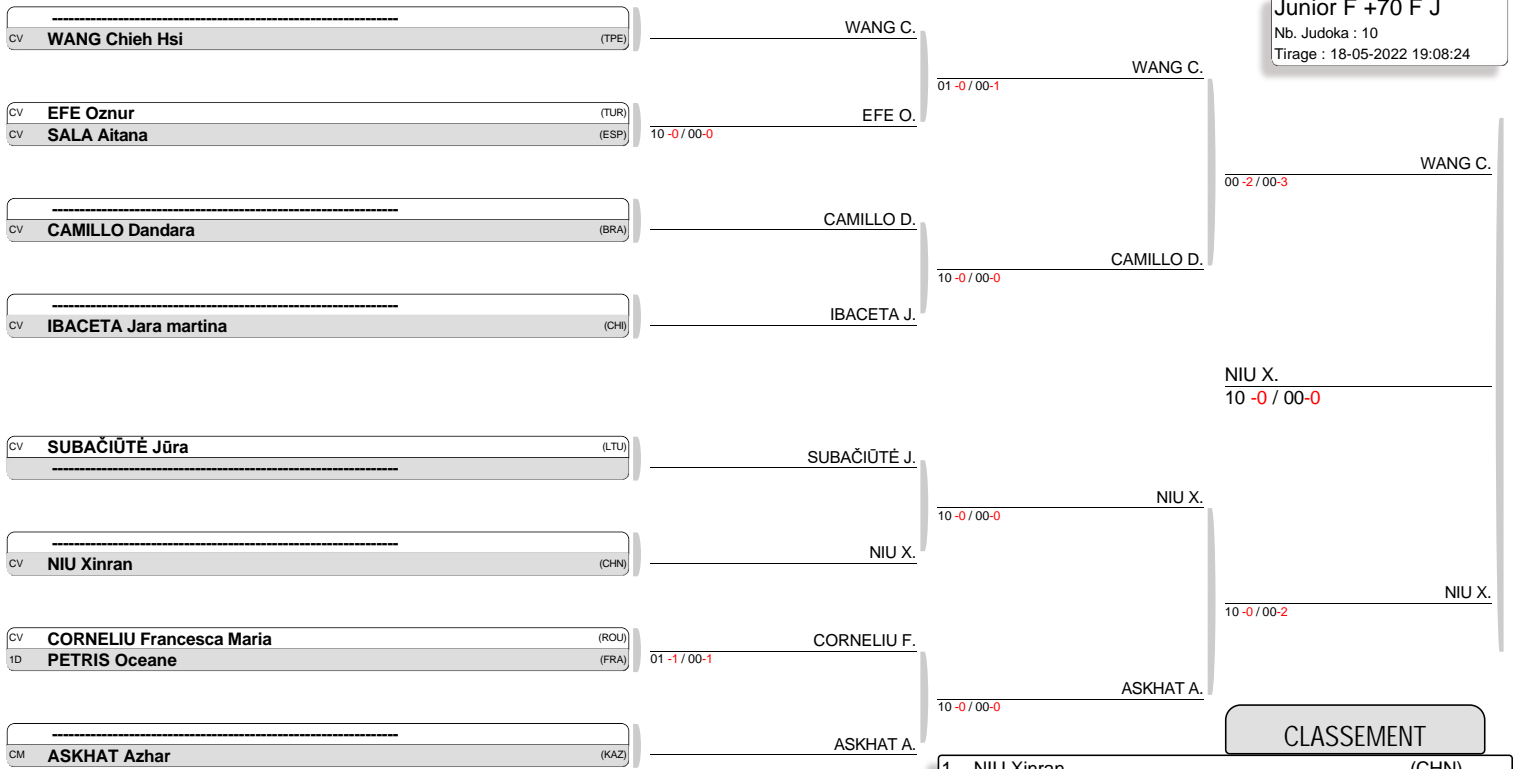 Junior F +70 F J
Nb. Judoka : 10
Tirage : 18-05-2022 19:08:24
----------------------------------------------------------------
CV WANG Chieh Hsi (TPE)
CV EFE Oznur (TUR)
CV SALA Aitana (ESP)
----------------------------------------------------------------
CV CAMILLO Dandara (BRA)
----------------------------------------------------------------
CV IBACETA Jara martina (CHI)
CV SUBAČIŪTĖ Jūra (LTU)
----------------------------------------------------------------
----------------------------------------------------------------
CV NIU Xinran (CHN)
CV CORNELIU Francesca Maria (ROU)
1D PETRIS Oceane (FRA)
----------------------------------------------------------------
CM ASKHAT Azhar (KAZ)
WANG C.
EFE O.
10 -0 / 00-0
CAMILLO D.
IBACETA J.
SUBAČIŪTĖ J.
NIU X.
CORNELIU F.
01 -1 / 00-1
ASKHAT A.
WANG C.
01 -0 / 00-1
CAMILLO D.
10 -0 / 00-0
NIU X.
10 -0 / 00-0
ASKHAT A.
10 -0 / 00-0
WANG C.
00 -2 / 00-3
NIU X.
10 -0 / 00-0
NIU X.
10 -0 / 00-2
CLASSEMENT
1 NIU Xinran (CHN)